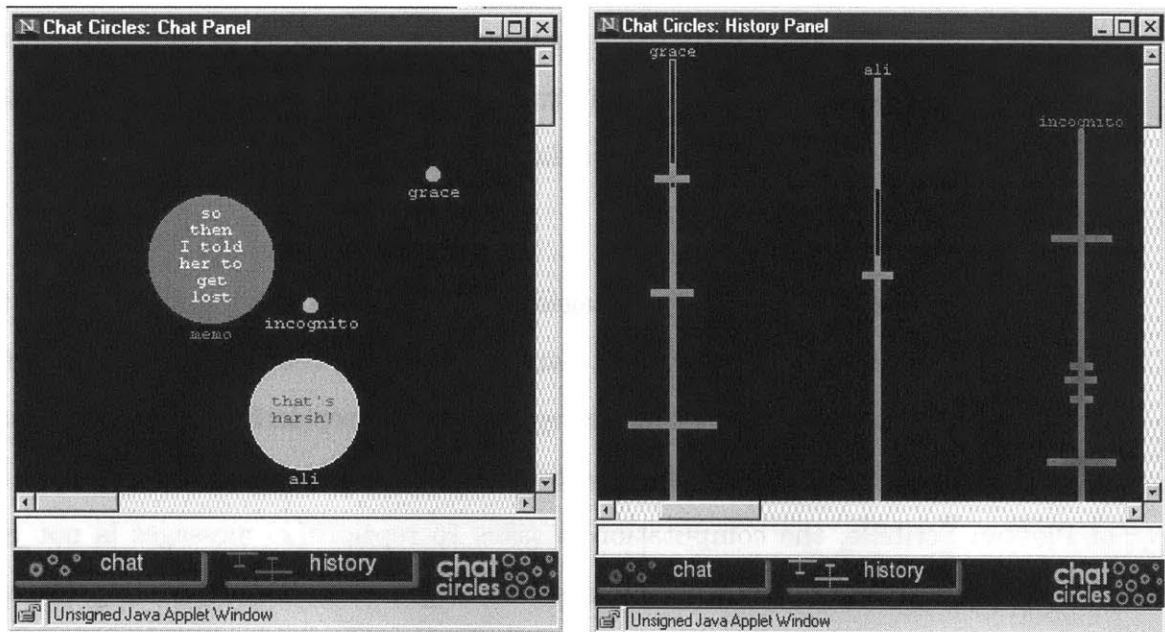 Chat Circles: Chat Panel
grace
so
then
I told
her to
get
lost
memo
incognito
that's
harsh!
ali
chat
history
chat
circles
Unsigned Java Applet Window
Chat Circles: History Panel
grace
ali
incognito
chat
history
chat
circles
Unsigned Java Applet Window